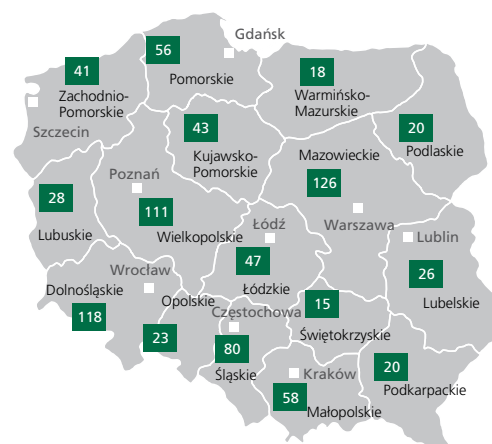 Gdańsk
56
Pomorskie
41
Zachodnio-
Pomorskie
Szczecin
18
Warmińsko-
Mazurskie
43
Kujawsko-
Pomorskie
20
Podlaskie
Mazowieckie
126
Warszawa
Poznań
111
Wielkopolskie
28
Lubuskie
Łódź
47
Łódzkie
Lublin
26
Lubelskie
Wrocław
Dolnośląskie
118
Opolskie
23
Częstochowa
80
Śląskie
15
Świętokrzyskie
Kraków
58
Małopolskie
20
Podkarpackie